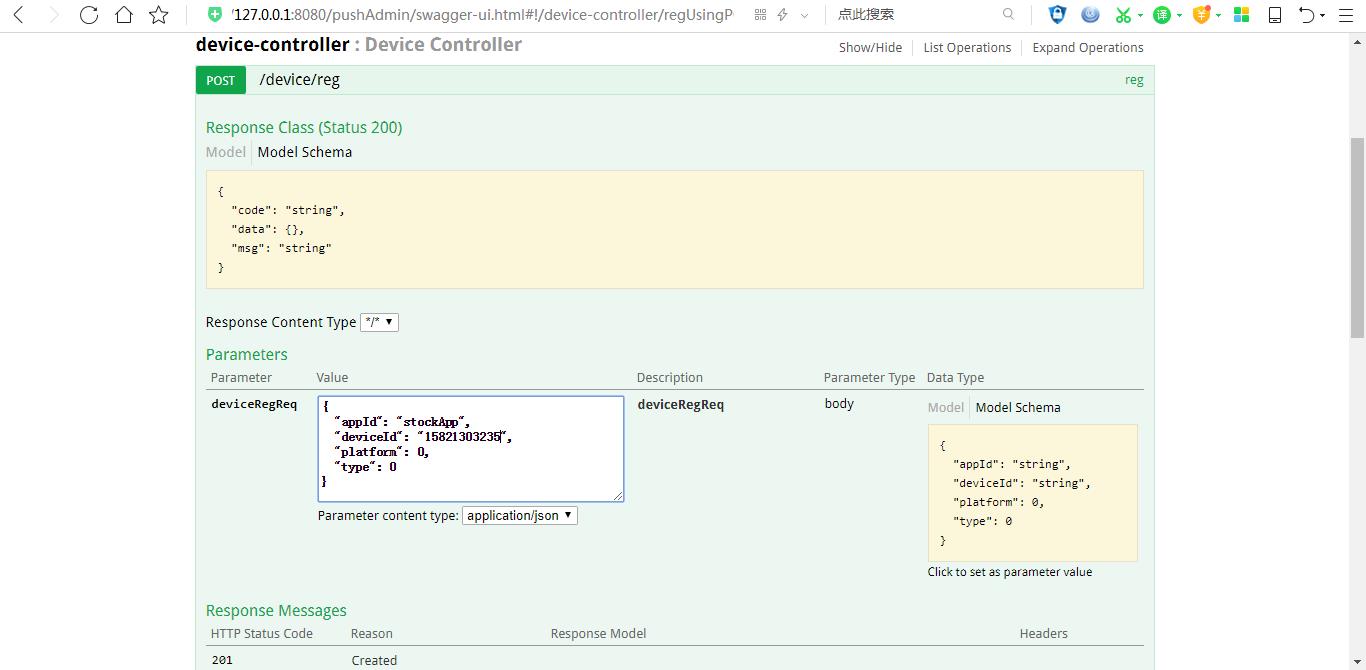 '127.0.0.1:8080/pushAdmin/swagger-ui.html#!/device-controller/regUsingP 点此搜索 译
device-controller : Device Controller Show/Hide List Operations Expand Operations
POST /device/reg reg
Response Class (Status 200)
Model Model Schema
{
"code": "string",
"data": {},
"msg": "string"
}
Response Content Type */*
Parameters
Parameter Value Description Parameter Type Data Type
deviceRegReq
{
"appId": "stockApp",
"deviceId": "15821303235",
"platform": 0,
"type": 0
}
Parameter content type: application/json
deviceRegReq body
Model Model Schema
{
"appId": "string",
"deviceId": "string",
"platform": 0,
"type": 0
}
Click to set as parameter value
Response Messages
HTTP Status Code Reason Response Model Headers
201 Created